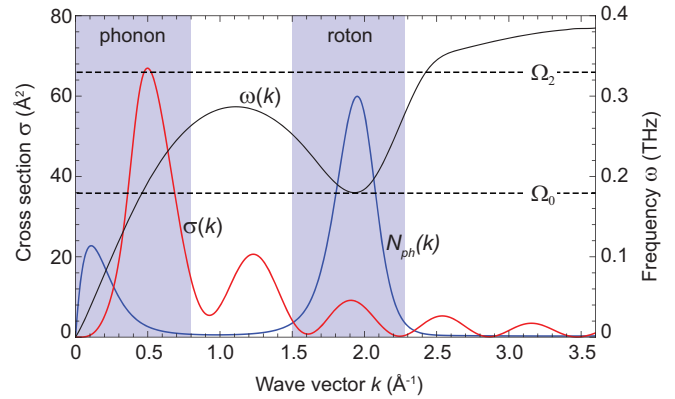 phonon
roton
80
60
40
20
0
Cross section σ (Å²)
0.4
0.3
0.2
0.1
0
Frequency ω (THz)
Ω₂
ω(k)
Ω₀
σ(k)
Nₚₕ(k)
0.0 0.5 1.0 1.5 2.0 2.5 3.0 3.5
Wave vector k (Å⁻¹)